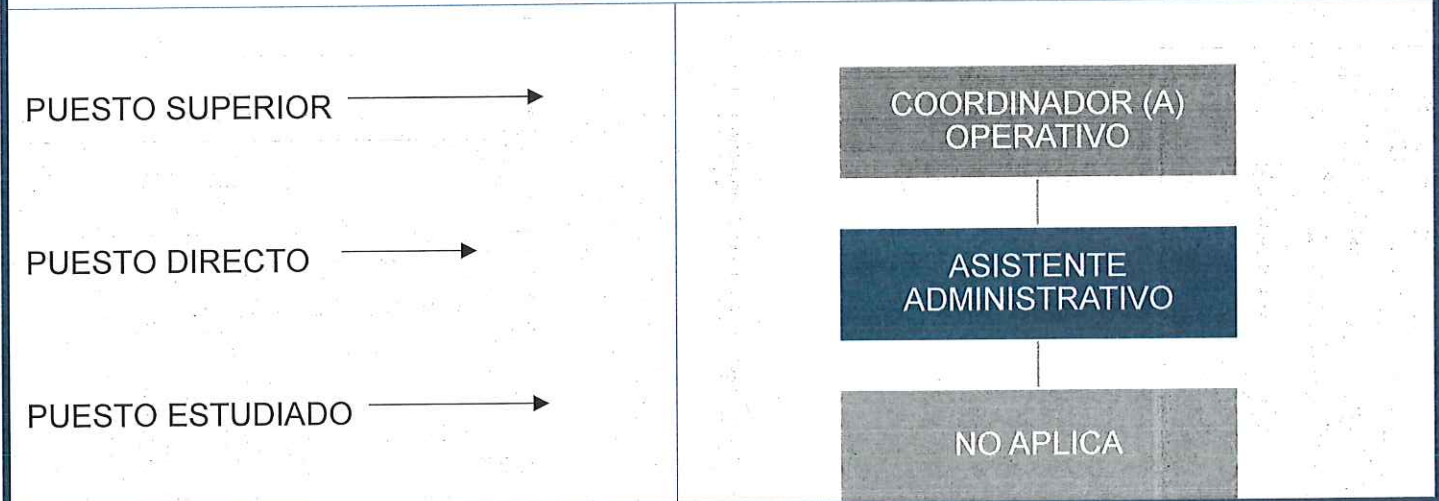 PUESTO SUPERIOR
COORDINADOR (A)
OPERATIVO
PUESTO DIRECTO
ASISTENTE
ADMINISTRATIVO
PUESTO ESTUDIADO
NO APLICA